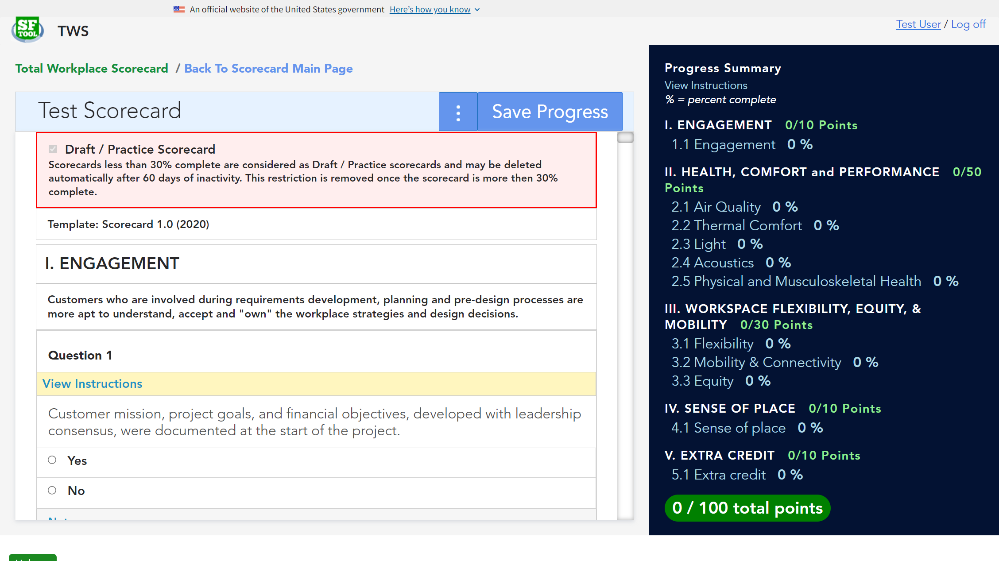 An official website of the United States government Here's how you know
SF
TOOL
TWS
Test User / Log off
Total Workplace Scorecard / Back To Scorecard Main Page
Test Scorecard
Save Progress
Draft / Practice Scorecard
Scorecards less than 30% complete are considered as Draft / Practice scorecards and may be deleted
automatically after 60 days of inactivity. This restriction is removed once the scorecard is more then 30%
complete.
Template: Scorecard 1.0 (2020)
I. ENGAGEMENT
Customers who are involved during requirements development, planning and pre-design processes are
more apt to understand, accept and "own" the workplace strategies and design decisions.
Question 1
View Instructions
Customer mission, project goals, and financial objectives, developed with leadership
consensus, were documented at the start of the project.
Yes
No
Progress Summary
View Instructions
% = percent complete
I. ENGAGEMENT 0/10 Points
1.1 Engagement 0 %
II. HEALTH, COMFORT and PERFORMANCE 0/50
Points
2.1 Air Quality 0 %
2.2 Thermal Comfort 0 %
2.3 Light 0 %
2.4 Acoustics 0 %
2.5 Physical and Musculoskeletal Health 0 %
III. WORKSPACE FLEXIBILITY, EQUITY, &
MOBILITY 0/30 Points
3.1 Flexibility 0 %
3.2 Mobility & Connectivity 0 %
3.3 Equity 0 %
IV. SENSE OF PLACE 0/10 Points
4.1 Sense of place 0 %
V. EXTRA CREDIT 0/10 Points
5.1 Extra credit 0 %
0 / 100 total points